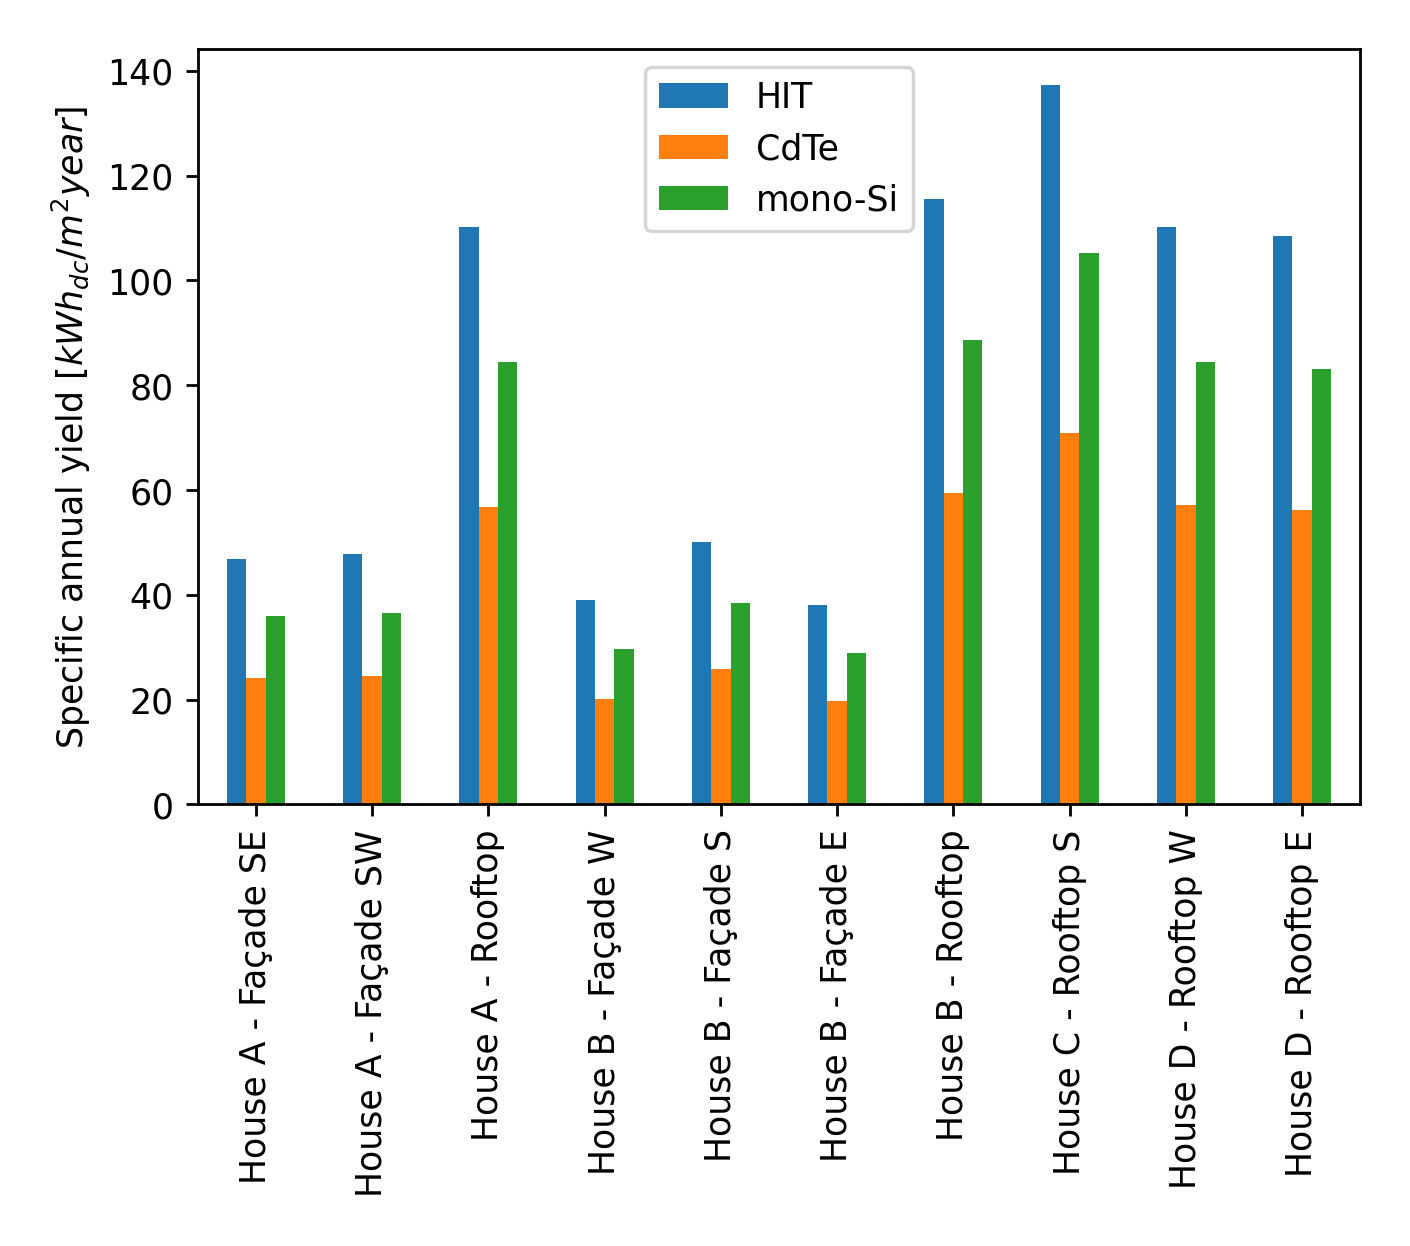 Specific annual yield [kWh_dc/m²year]
140
120
100
80
60
40
20
0
HIT
CdTe
mono-Si
House A - Façade SE
House A - Façade SW
House A - Rooftop
House B - Façade W
House B - Façade S
House B - Façade E
House B - Rooftop
House C - Rooftop S
House D - Rooftop W
House D - Rooftop E